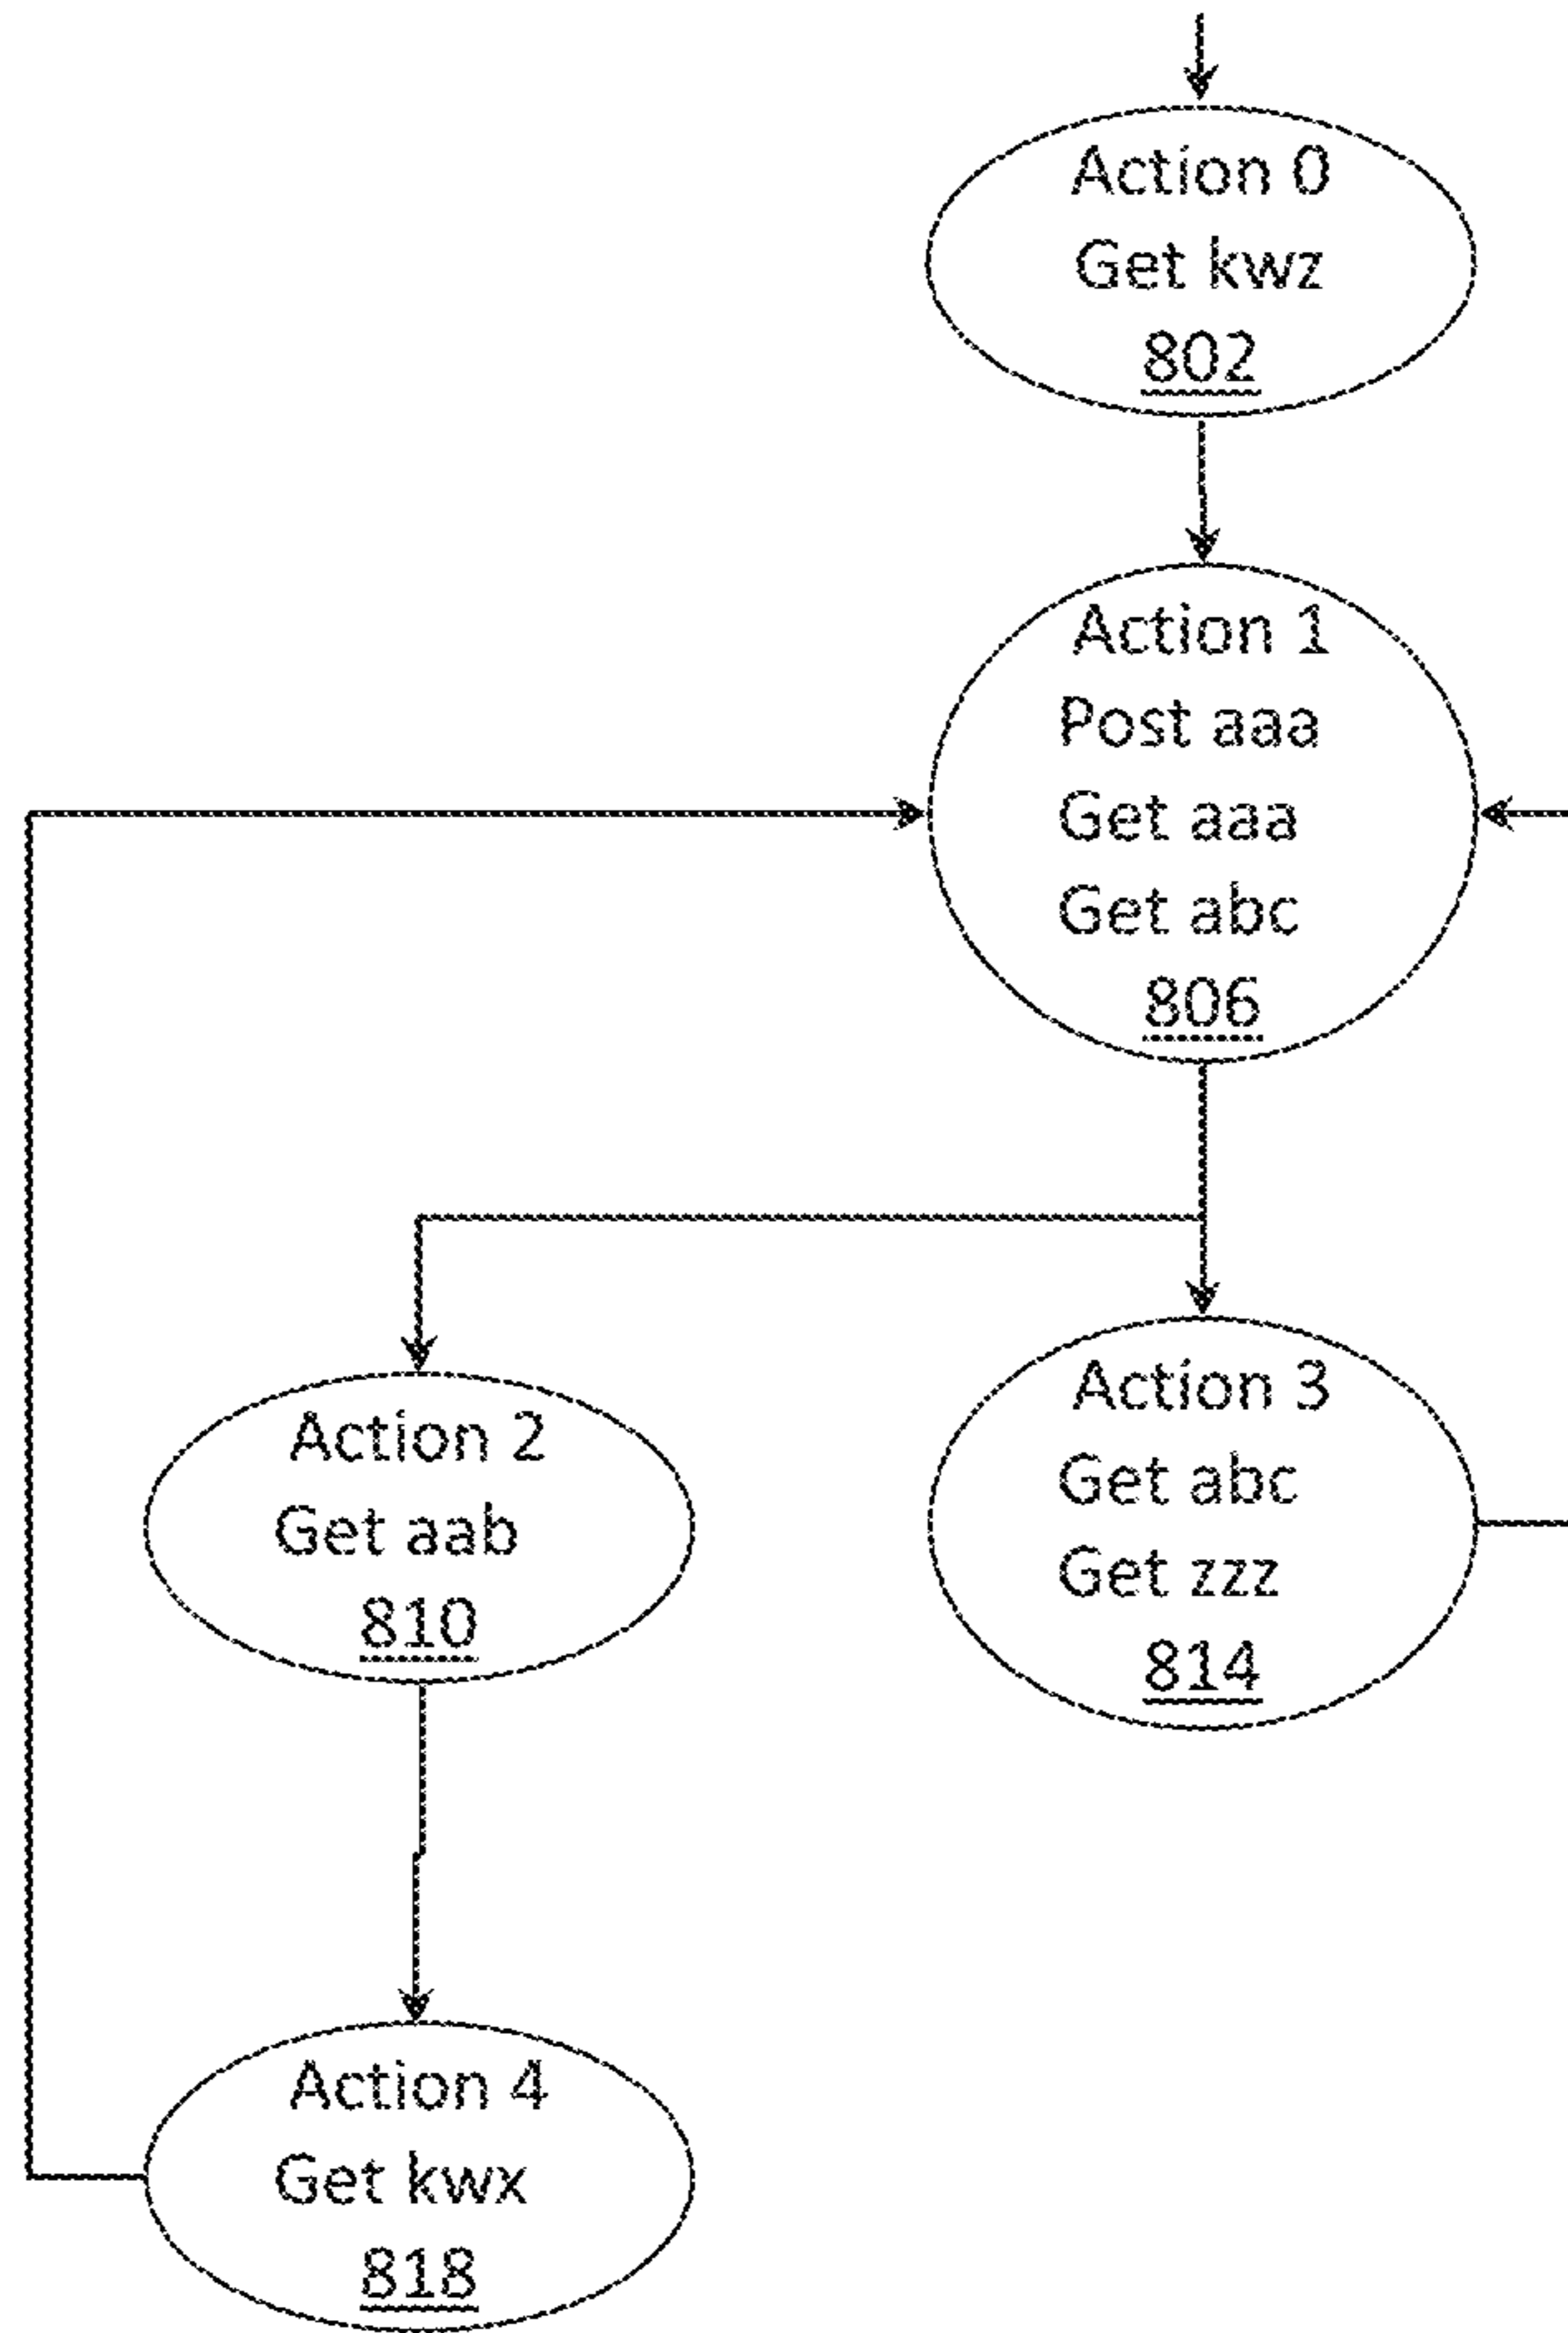 Action 0
Get kwz
802
Action 1
Post aaa
Get aaa
Get abc
806
Action 2
Get aab
810
Action 3
Get abc
Get zzz
814
Action 4
Get kwx
818